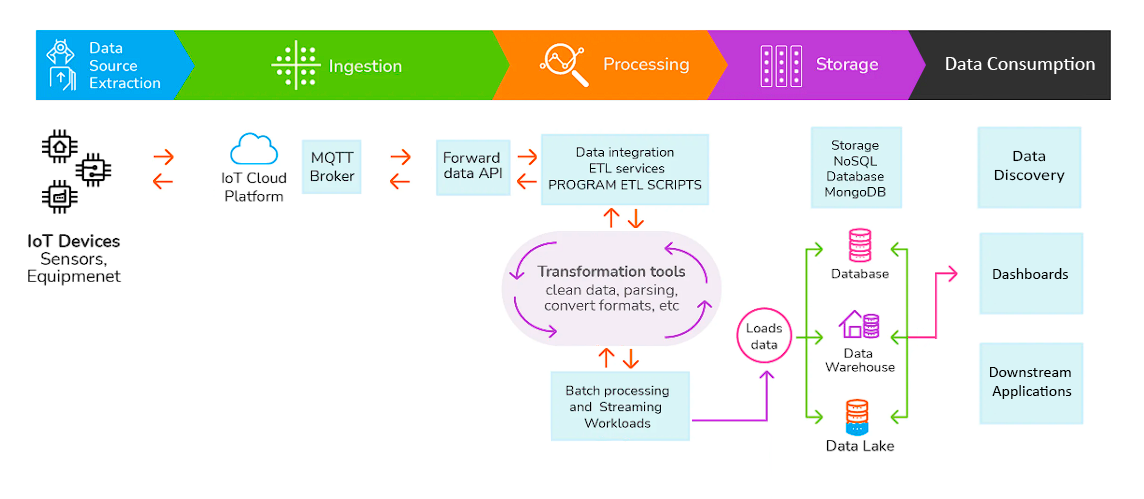 Data
Source
Extraction
Ingestion
Processing
Storage
Data Consumption
IoT Devices
Sensors,
Equipmenet
IoT Cloud
Platform
MQTT
Broker
Forward
data API
Data integration
ETL services
PROGRAM ETL SCRIPTS
Transformation tools
clean data, parsing,
convert formats, etc
Batch processing
and Streaming
Workloads
Loads
data
Storage
NoSQL
Database
MongoDB
Database
Data
Warehouse
Data Lake
Data
Discovery
Dashboards
Downstream
Applications